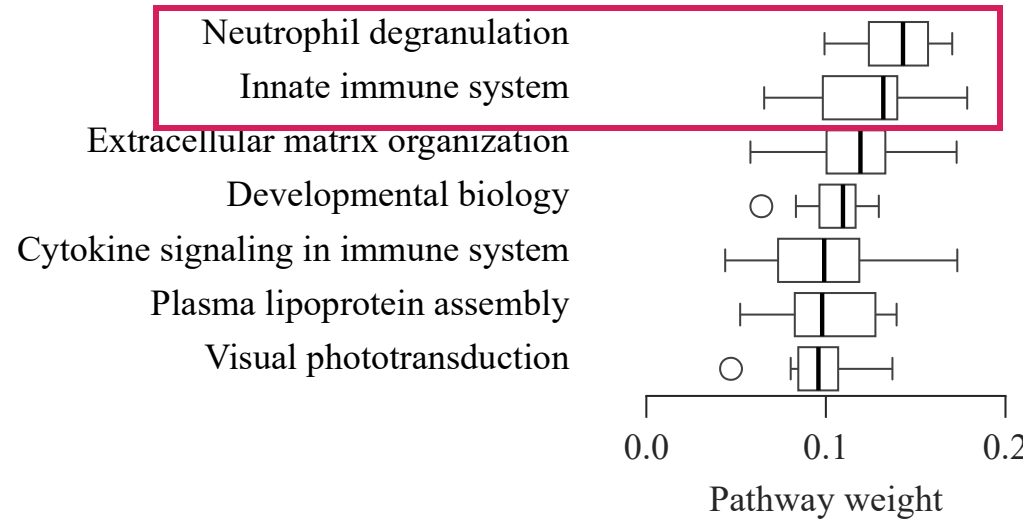 Neutrophil degranulation
Innate immune system
Extracellular matrix organization
Developmental biology
Cytokine signaling in immune system
Plasma lipoprotein assembly
Visual phototransduction
0.0 0.1 0.2
Pathway weight